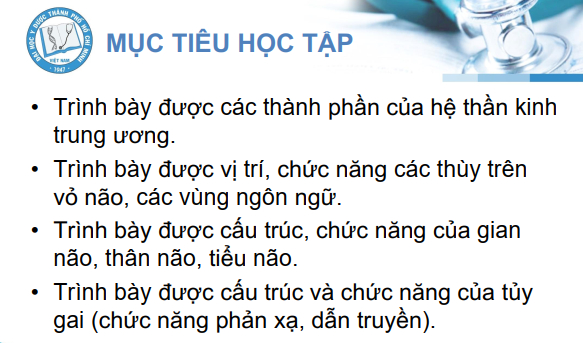 ĐẠI HỌC Y DƯỢC THÀNH PHỐ HỒ CHÍ MINH
VIỆT NAM
1947
MỤC TIÊU HỌC TẬP
• Trình bày được các thành phần của hệ thần kinh
trung ương.
• Trình bày được vị trí, chức năng các thùy trên
vỏ não, các vùng ngôn ngữ.
• Trình bày được cấu trúc, chức năng của gian
não, thân não, tiểu não.
• Trình bày được cấu trúc và chức năng của tủy
gai (chức năng phản xạ, dẫn truyền).